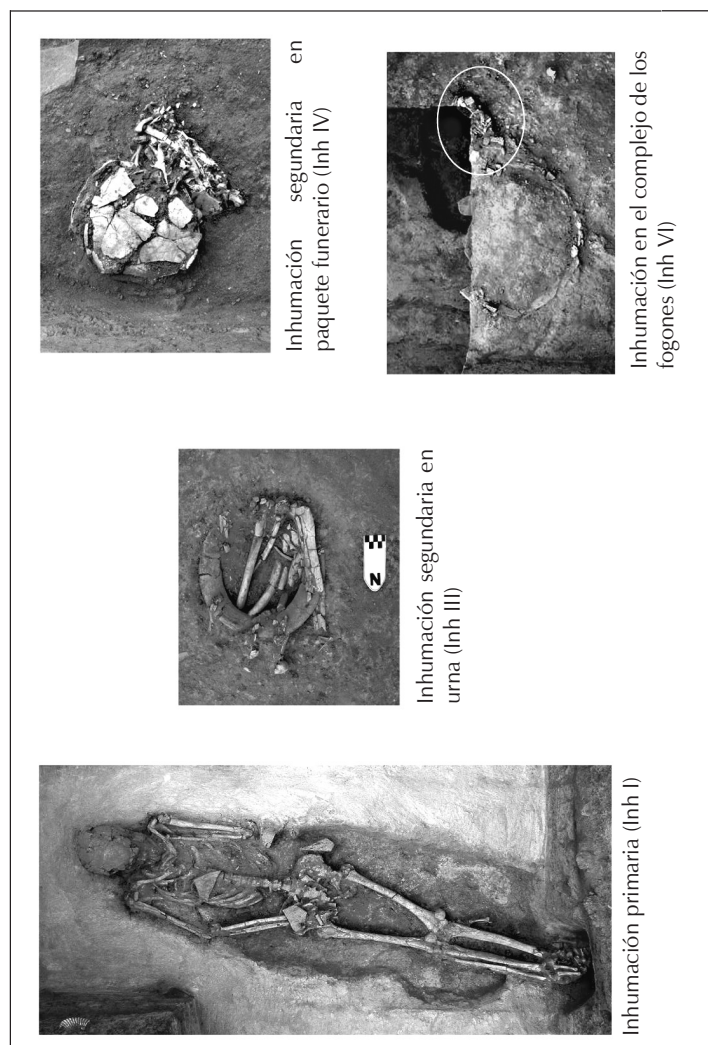 Inhumación primaria (Inh I)
Inhumación segundaria en
urna (Inh III)
N
Inhumación segundaria en
paquete funerario (Inh IV)
Inhumación en el complejo de los
fogones (Inh VI)